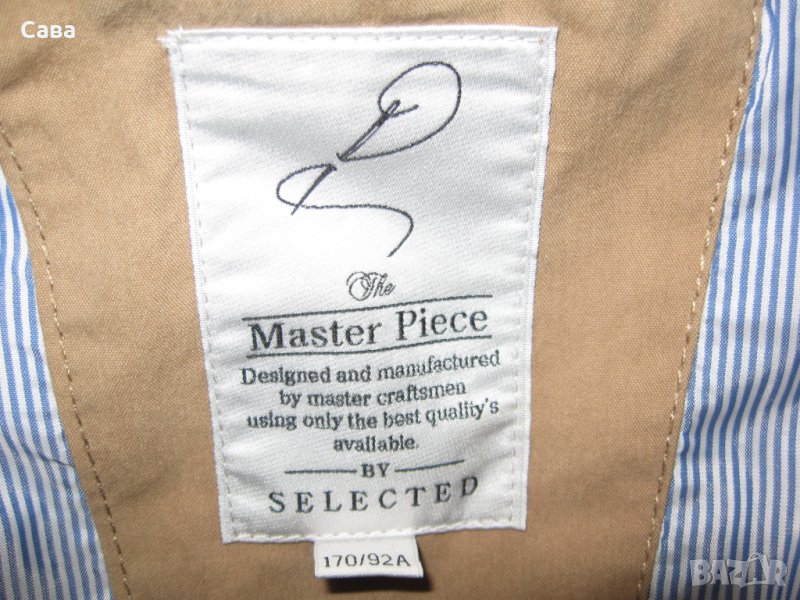 Сава
The
Master Piece
Designed and manufactured
by master craftsmen
using only the best quality's
available.
BY
SELECTED
170/92A
BAZAR